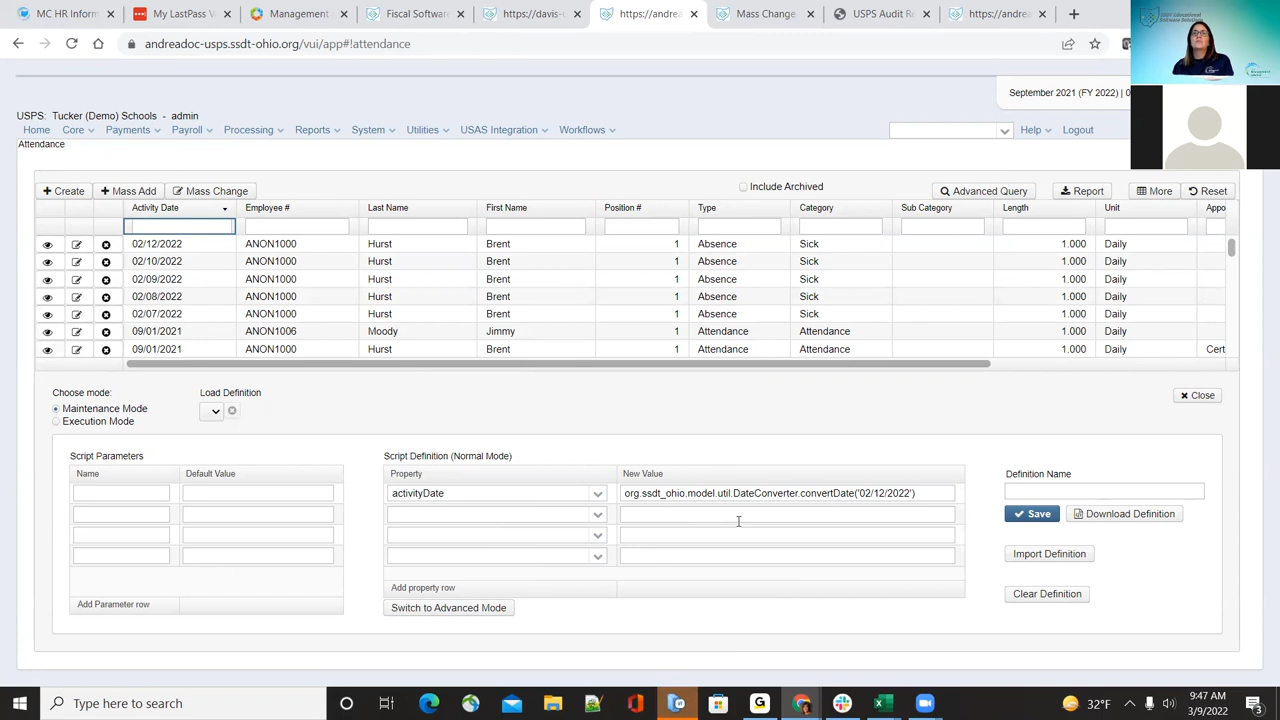 MC HR Inform
My LastPass V
Management
Fiscal Softwar
https://davis-
https://andrea
Mass Change
USPS Audit R
https://andrea
andreadoc-usps.ssdt-ohio.org/vui/app#!attendance
September 2021 (FY 2022) | 0
USPS: Tucker (Demo) Schools - admin
Home Core Payments Payroll Processing Reports System Utilities USAS Integration Workflows Help Logout
Attendance
Create Mass Add Mass Change Include Archived Advanced Query Report More Reset
Activity Date Employee # Last Name First Name Position # Type Category Sub Category Length Unit Appo
02/12/2022 ANON1000 Hurst Brent 1 Absence Sick 1.000 Daily
02/10/2022 ANON1000 Hurst Brent 1 Absence Sick 1.000 Daily
02/09/2022 ANON1000 Hurst Brent 1 Absence Sick 1.000 Daily
02/08/2022 ANON1000 Hurst Brent 1 Absence Sick 1.000 Daily
02/07/2022 ANON1000 Hurst Brent 1 Absence Sick 1.000 Daily
09/01/2021 ANON1006 Moody Jimmy 1 Attendance Attendance 1.000 Daily
09/01/2021 ANON1000 Hurst Brent 1 Attendance Attendance 1.000 Daily Cert
Choose mode: Load Definition
Maintenance Mode
Execution Mode
Close
Script Parameters
Name Default Value
Add Parameter row
Script Definition (Normal Mode)
Property New Value
activityDate org.ssdt_ohio.model.util.DateConverter.convertDate('02/12/2022')
Add property row
Switch to Advanced Mode
Definition Name
Save Download Definition
Import Definition
Clear Definition
Type here to search
32°F
9:47 AM
3/9/2022
3